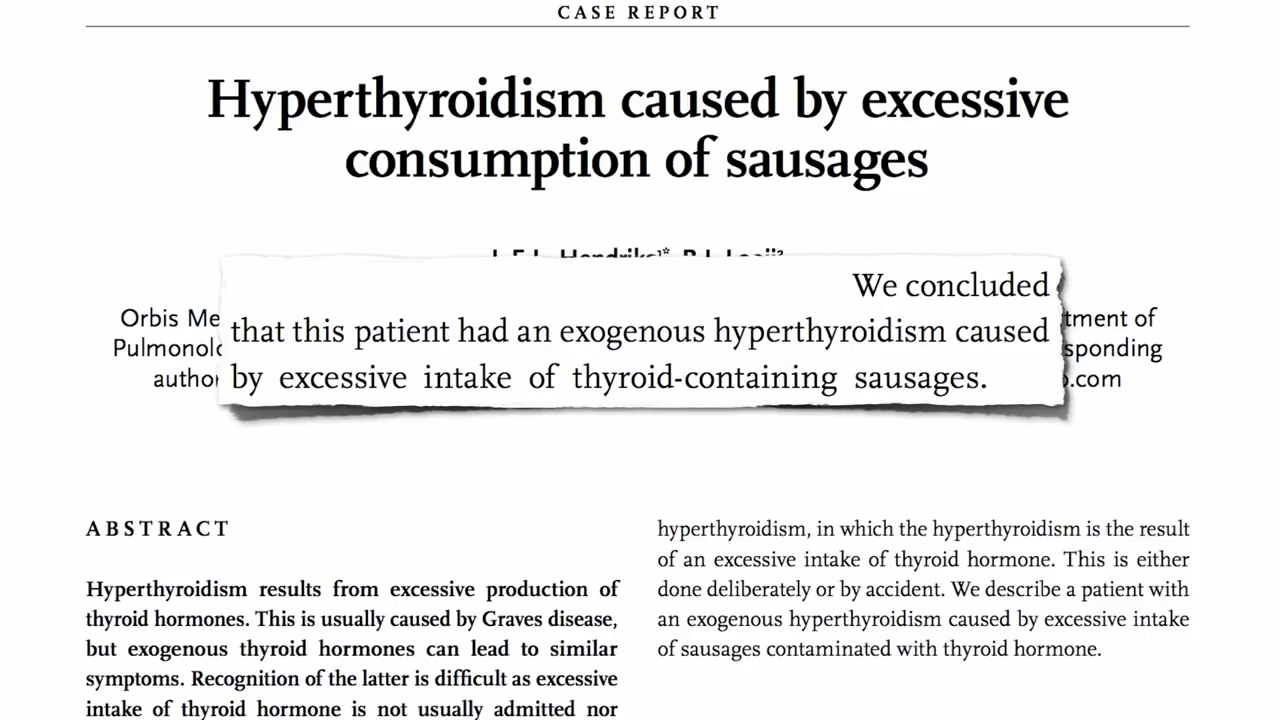 CASE REPORT
Hyperthyroidism caused by excessive
consumption of sausages
We concluded
that this patient had an exogenous hyperthyroidism caused
by excessive intake of thyroid-containing sausages.
Orbis
Pulmonolo
autho
tment of
sponding
.com
ABSTRACT
Hyperthyroidism results from excessive production of
thyroid hormones. This is usually caused by Graves disease,
but exogenous thyroid hormones can lead to similar
symptoms. Recognition of the latter is difficult as excessive
intake of thyroid hormone is not usually admitted nor
hyperthyroidism, in which the hyperthyroidism is the result
of an excessive intake of thyroid hormone. This is either
done deliberately or by accident. We describe a patient with
an exogenous hyperthyroidism caused by excessive intake
of sausages contaminated with thyroid hormone.